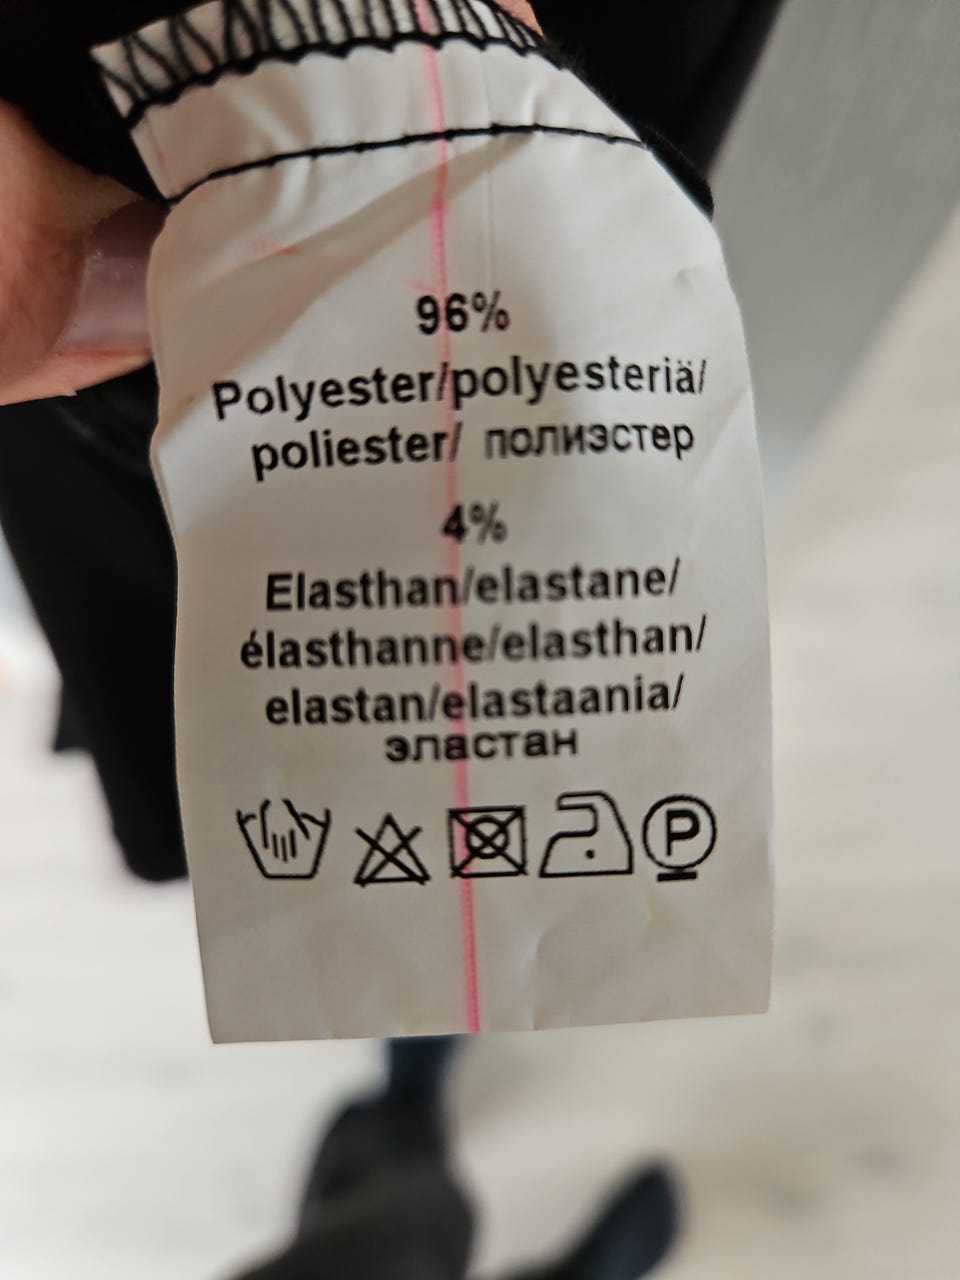 96%
Polyester/polyesteriä/
poliester/ полиэстер
4%
Elasthan/elastane/
élasthanne/elasthan/
elastan/elastaania/
эластан
P